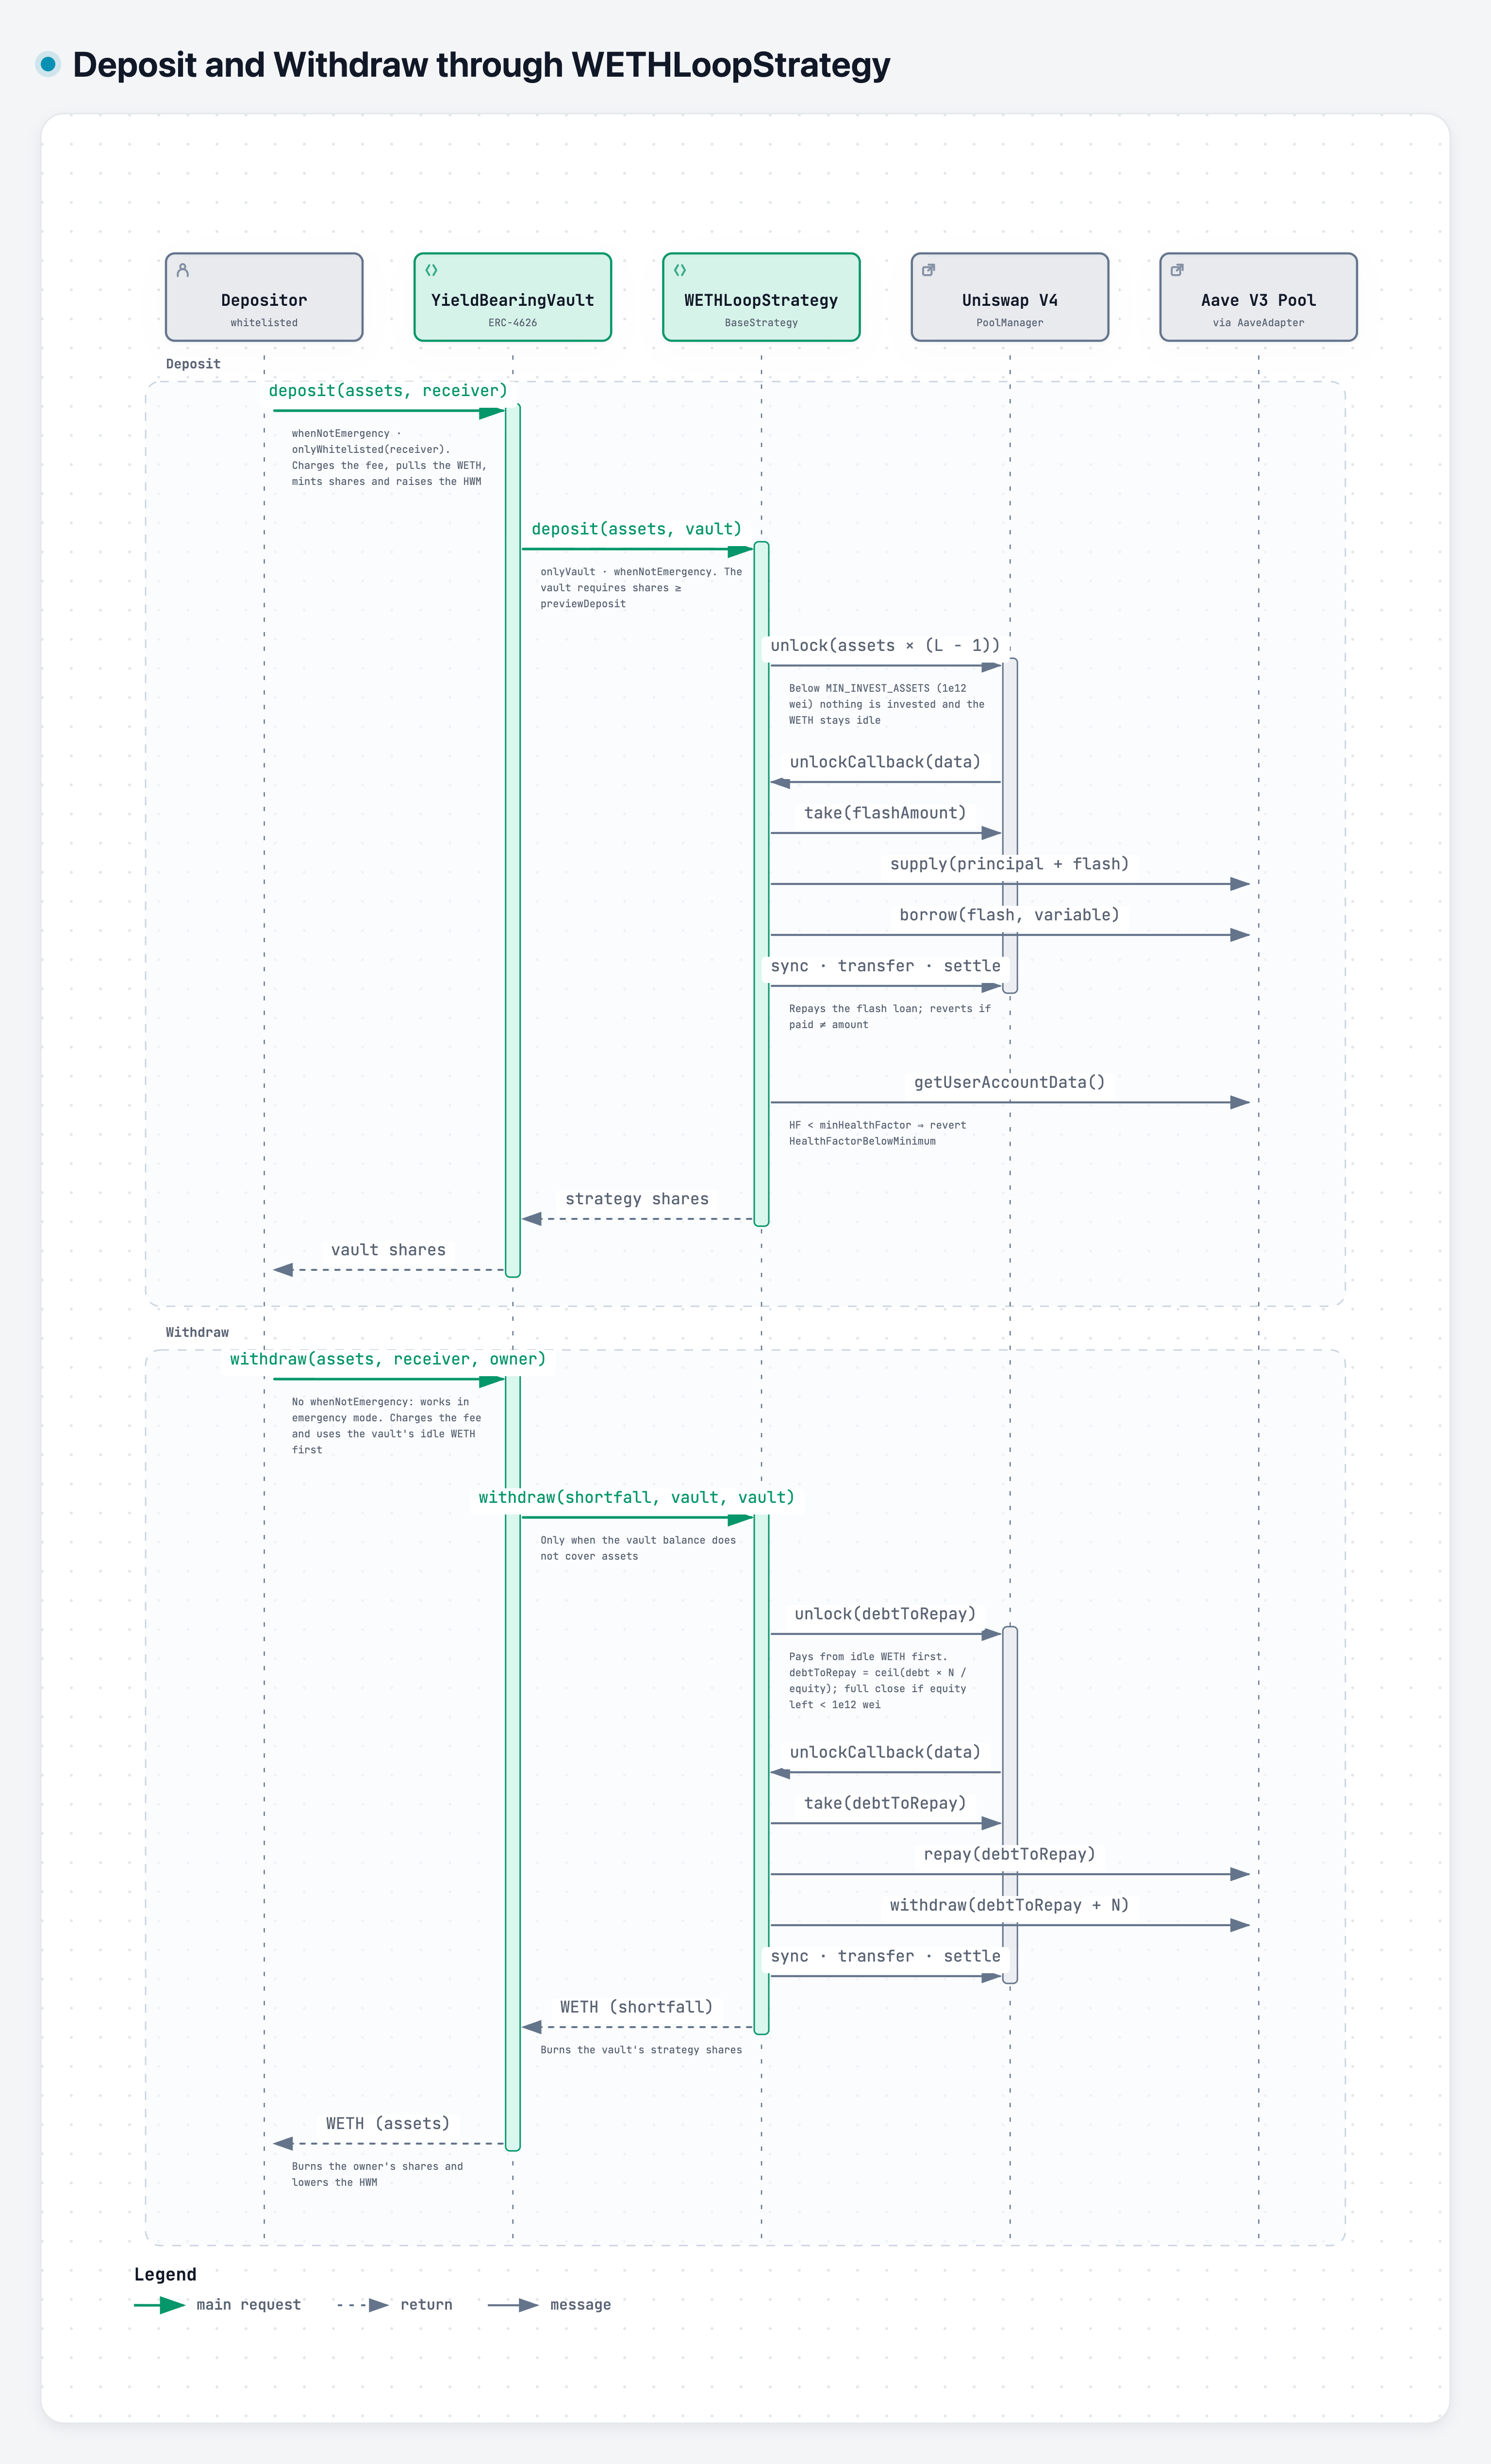 Deposit and Withdraw through WETHLoopStrategy
Depositor
whitelisted
YieldBearingVault
ERC-4626
WETHLoopStrategy
BaseStrategy
Uniswap V4
PoolManager
Aave V3 Pool
via AaveAdapter
Deposit
deposit(assets, receiver)
whenNotEmergency ·
onlyWhitelisted(receiver).
Charges the fee, pulls the WETH,
mints shares and raises the HWM
deposit(assets, vault)
onlyVault · whenNotEmergency. The
vault requires shares ≥
previewDeposit
unlock(assets × (L - 1))
Below MIN_INVEST_ASSETS (1e12
wei) nothing is invested and the
WETH stays idle
unlockCallback(data)
take(flashAmount)
supply(principal + flash)
borrow(flash, variable)
sync · transfer · settle
Repays the flash loan; reverts if
paid ≠ amount
getUserAccountData()
HF < minHealthFactor → revert
HealthFactorBelowMinimum
strategy shares
vault shares
Withdraw
withdraw(assets, receiver, owner)
No whenNotEmergency: works in
emergency mode. Charges the fee
and uses the vault's idle WETH
first
withdraw(shortfall, vault, vault)
Only when the vault balance does
not cover assets
unlock(debtToRepay)
Pays from idle WETH first.
debtToRepay = ceil(debt × N /
equity); full close if equity
left < 1e12 wei
unlockCallback(data)
take(debtToRepay)
repay(debtToRepay)
withdraw(debtToRepay + N)
sync · transfer · settle
WETH (shortfall)
Burns the vault's strategy shares
WETH (assets)
Burns the owner's shares and
lowers the HWM
Legend
main request
return
message